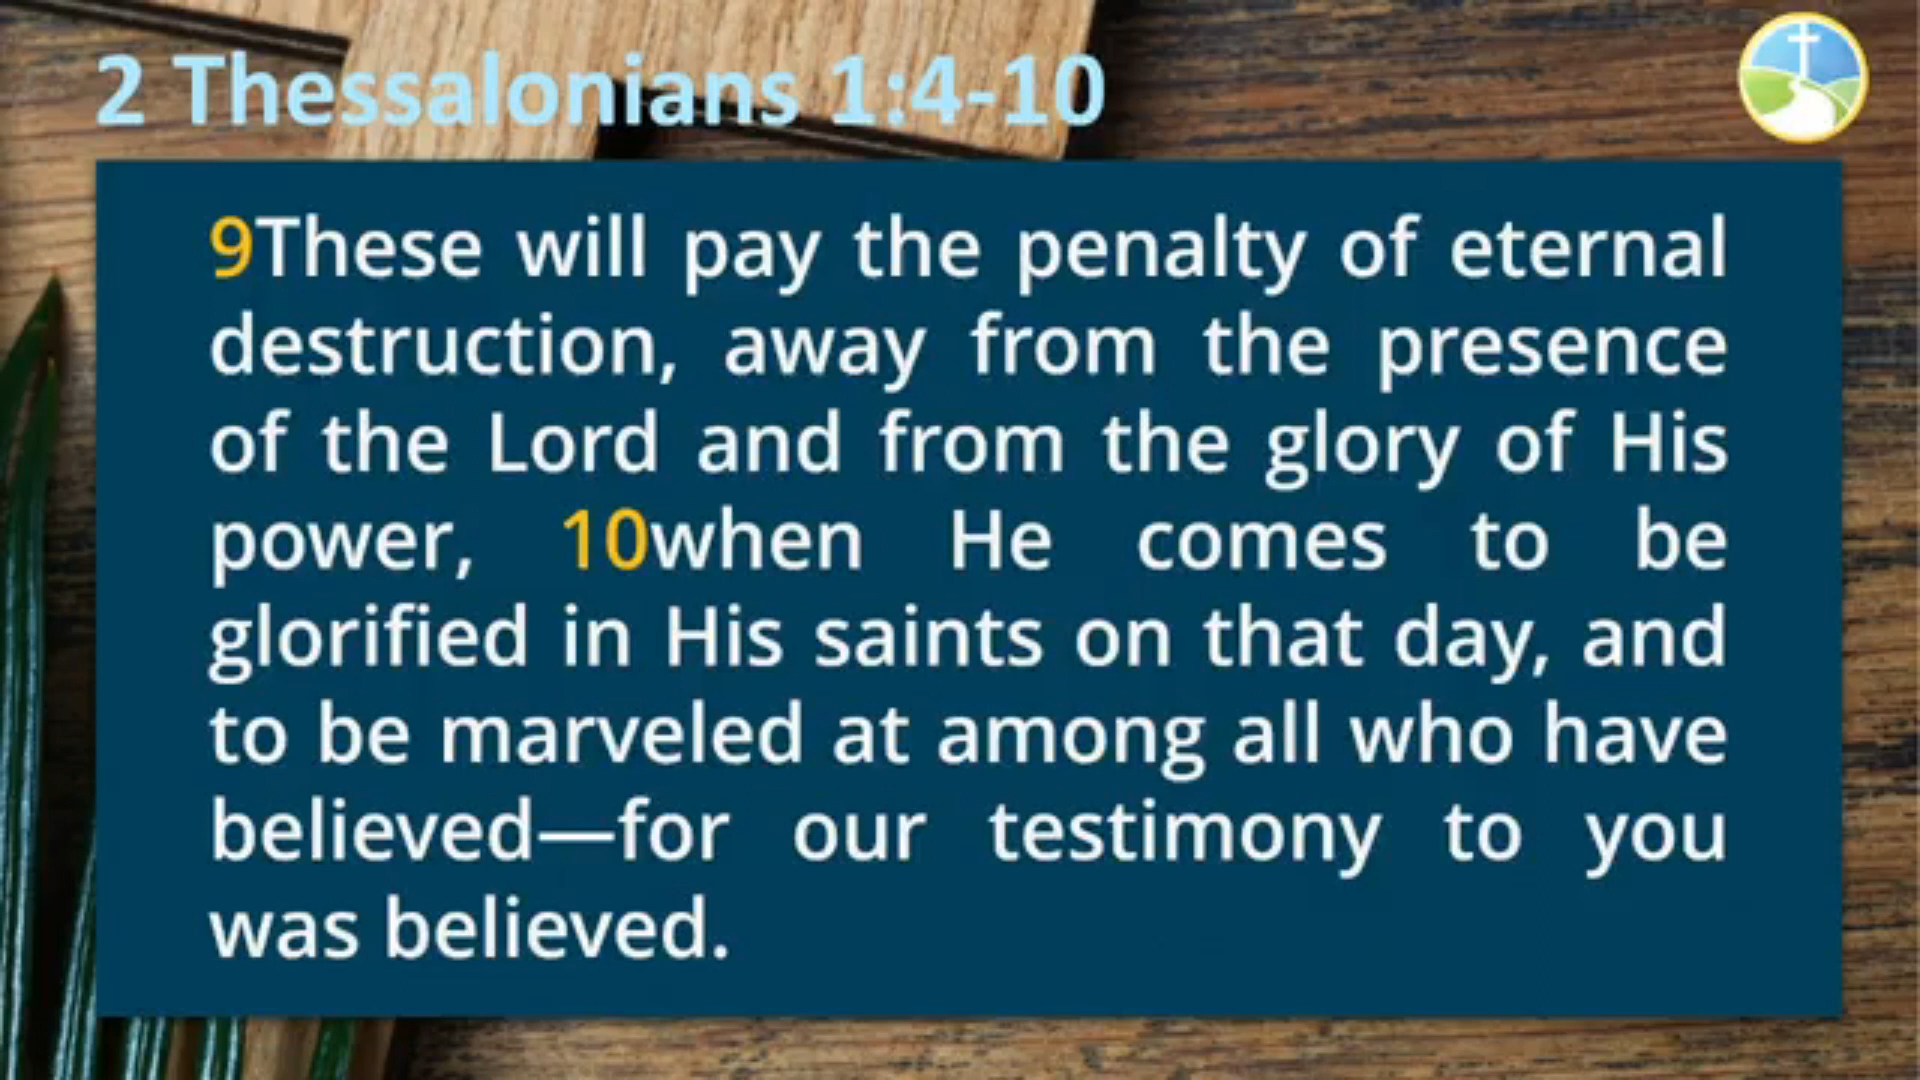 2 Thessalonians 1:4-10
9These will pay the penalty of eternal
destruction, away from the presence
of the Lord and from the glory of His
power, 10when He comes to be
glorified in His saints on that day, and
to be marveled at among all who have
believed—for our testimony to you
was believed.